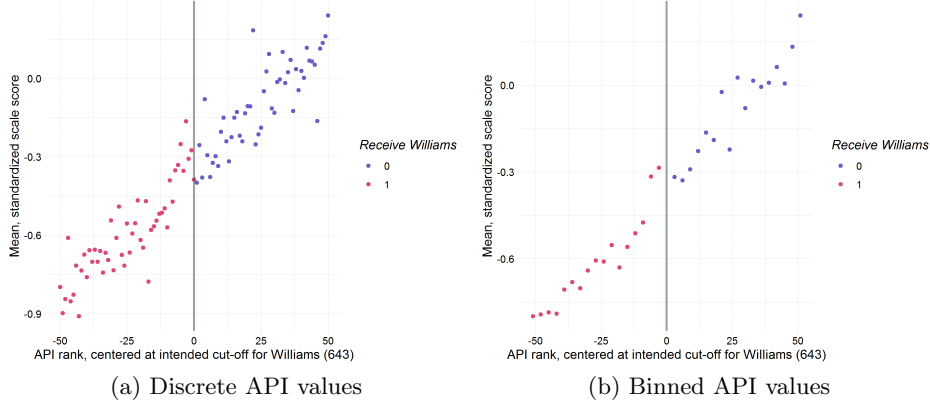 Mean, standardized scale score
0.0
-0.3
-0.6
-0.9
-50
-25
0
25
50
API rank, centered at intended cut-off for Williams (643)
Receive Williams
0
1
(a) Discrete API values
Mean, standardized scale score
0.0
-0.3
-0.6
-50
-25
0
25
50
API rank, centered at intended cut-off for Williams (643)
Receive Williams
0
1
(b) Binned API values